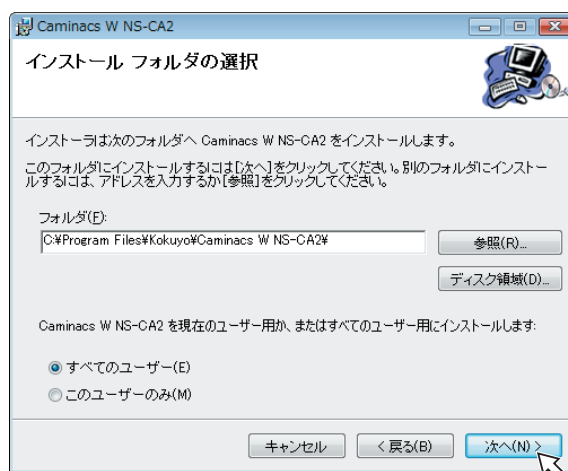 Caminacs W NS-CA2
インストール フォルダの選択
インストーラは次のフォルダへ Caminacs W NS-CA2 をインストールします。
このフォルダにインストールするには[次へ]をクリックしてください。別のフォルダにインストー
ルするには、アドレスを入力するか[参照]をクリックしてください。
フォルダ(F):
C:¥Program Files¥Kokuyo¥Caminacs W NS-CA2¥
参照(R)...
ディスク領域(D)...
Caminacs W NS-CA2 を現在のユーザー用か、またはすべてのユーザー用にインストールします:
すべてのユーザー(E)
このユーザーのみ(M)
キャンセル
< 戻る(B)
次へ(N) >